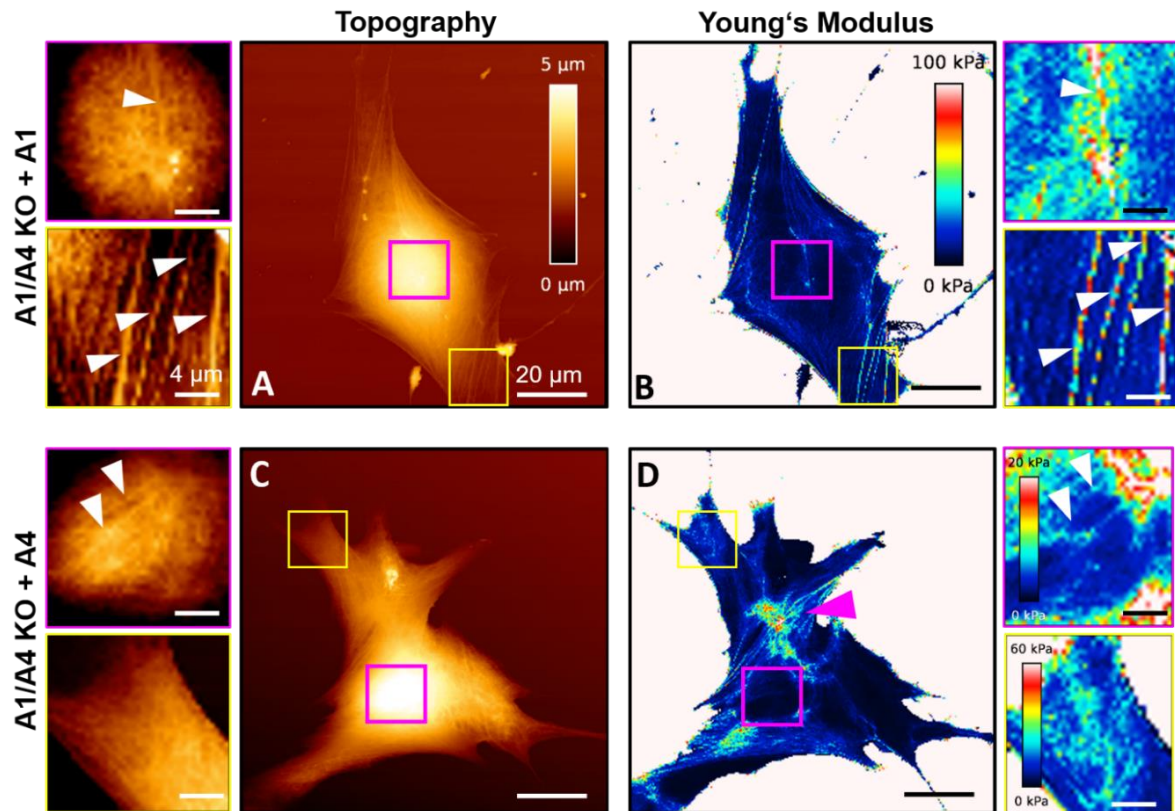 Topography
Young‘s Modulus
A1/A4 KO + A1
4 µm
A
5 µm
0 µm
20 µm
B
100 kPa
0 kPa
A1/A4 KO + A4
C
D
20 kPa
0 kPa
60 kPa
0 kPa